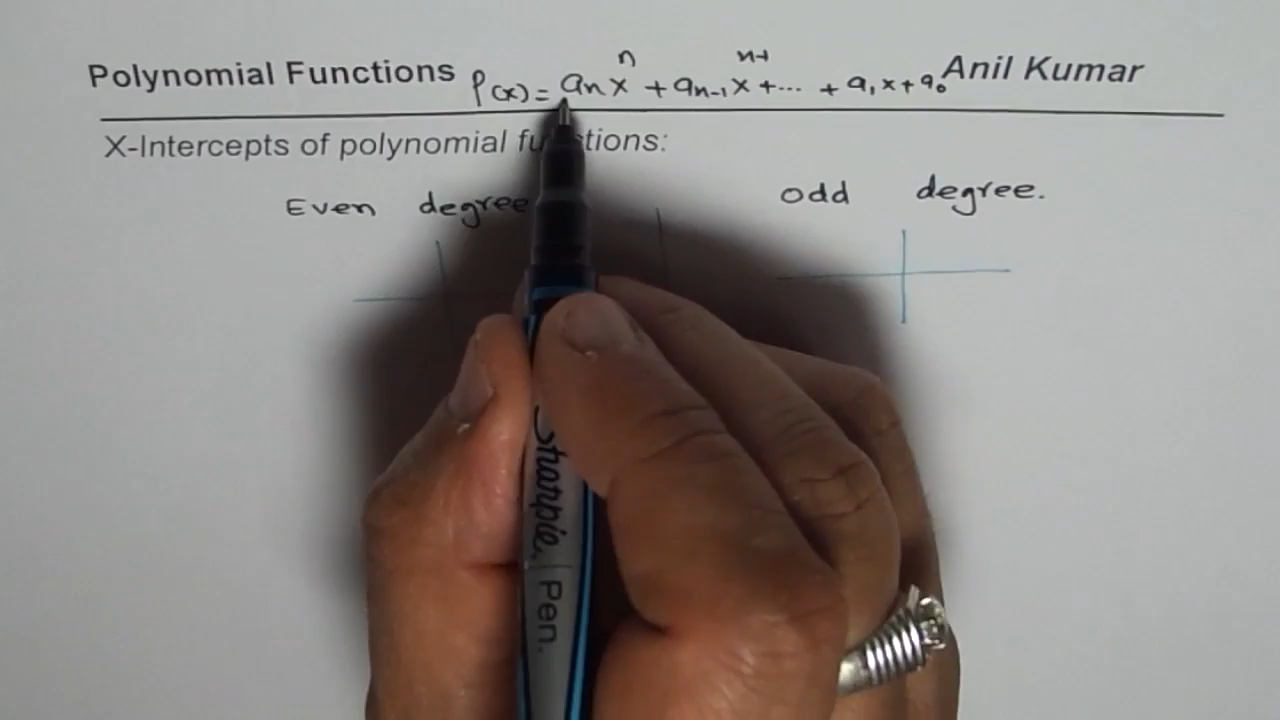 Polynomial Functions P(x) = aₙxⁿ + aₙ₋₁xⁿ⁻¹ + ... + a₁x + a₀ Anil Kumar
X-Intercepts of polynomial functions:
Even degree odd degree.
Sharpie. Pen.